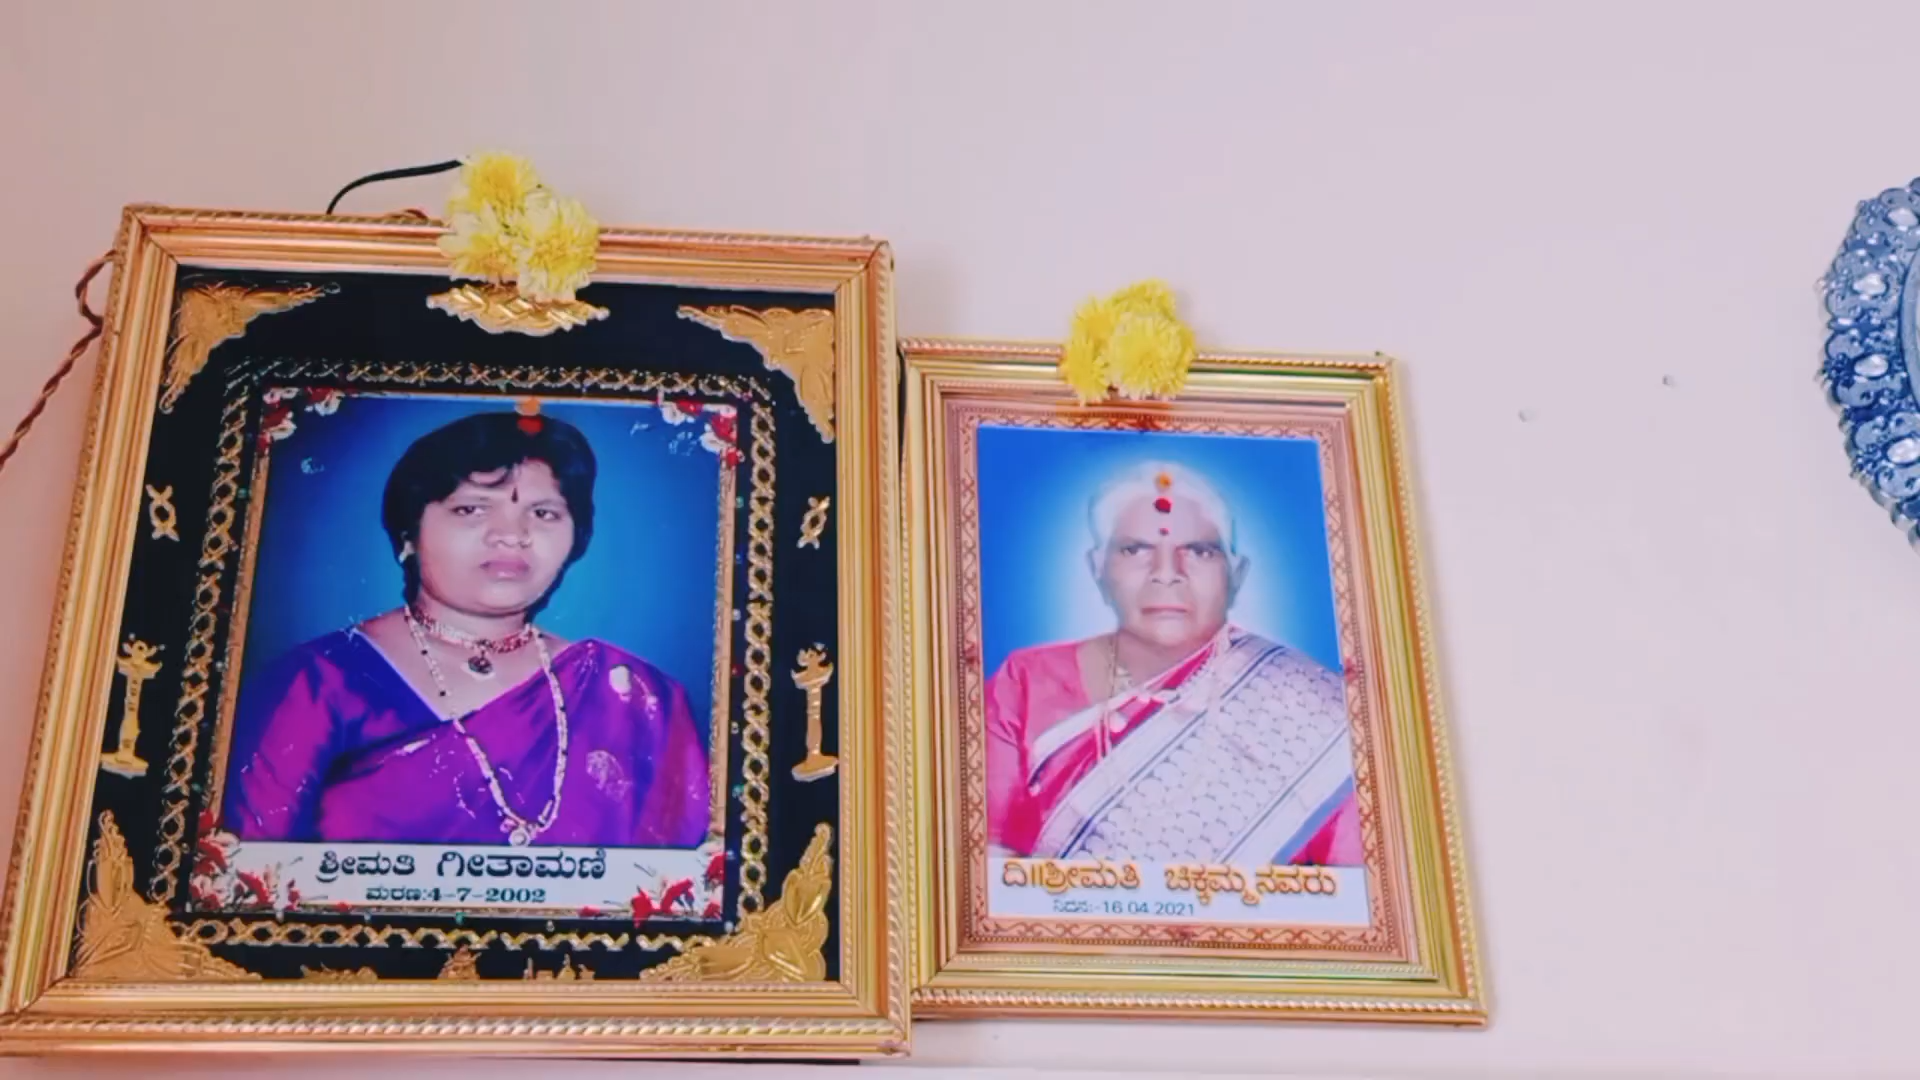 ಶ್ರೀಮತಿ ಗೀತಾಮಣಿ
ಮರಣ:4-7-2002
ದಿ||ಶ್ರೀಮತಿ ಚಿಕ್ಕಮ್ಮನವರು
ನಿಧನ:-16 04 2021